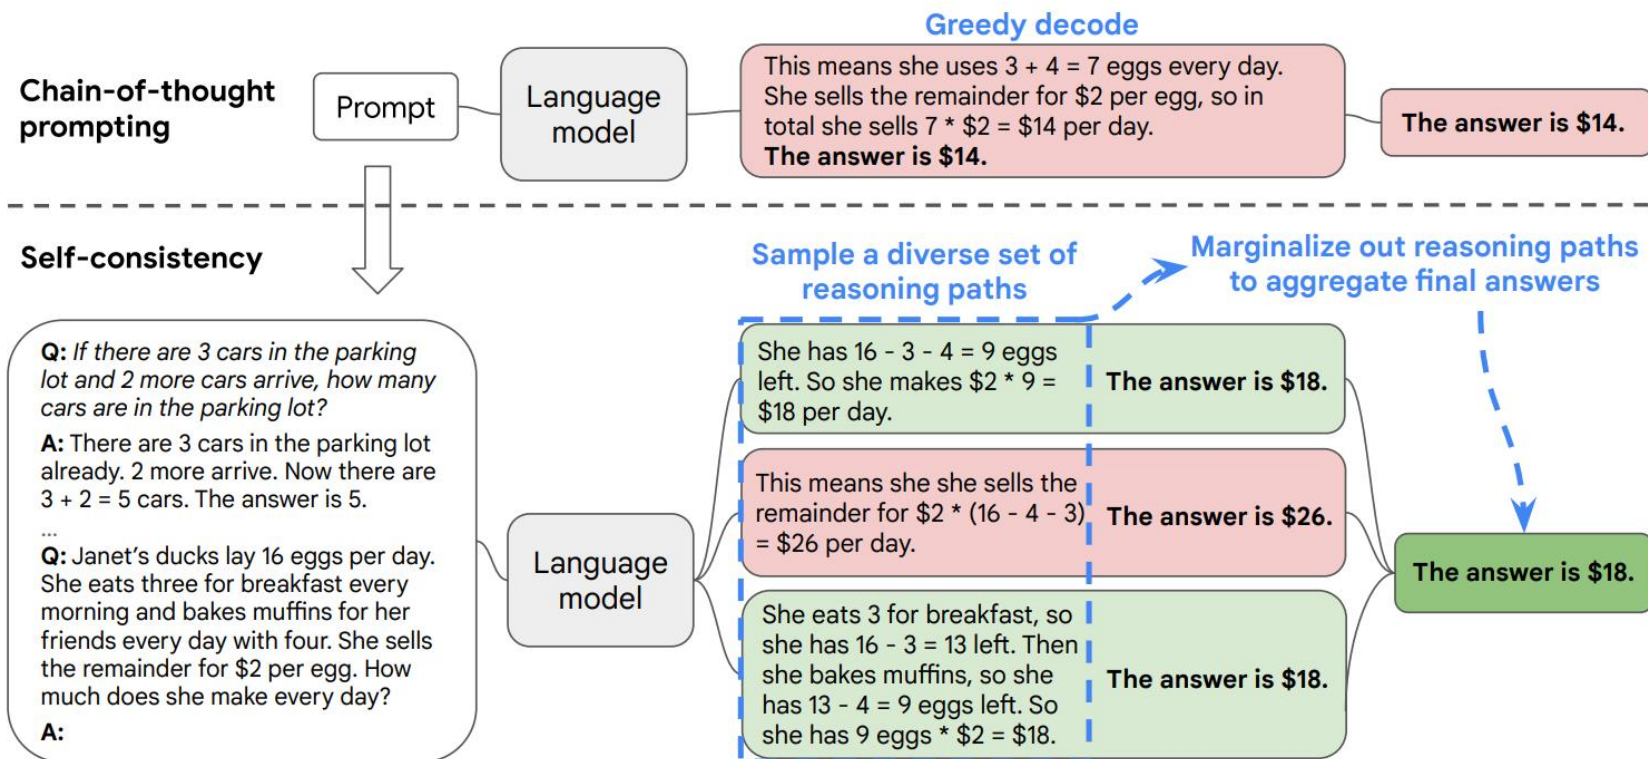 Greedy decode
Chain-of-thought
prompting
Prompt
Language
model
This means she uses 3 + 4 = 7 eggs every day.
She sells the remainder for $2 per egg, so in
total she sells 7 * $2 = $14 per day.
The answer is $14.
The answer is $14.
Self-consistency
Sample a diverse set of
reasoning paths
Marginalize out reasoning paths
to aggregate final answers
Q: If there are 3 cars in the parking
lot and 2 more cars arrive, how many
cars are in the parking lot?
A: There are 3 cars in the parking lot
already. 2 more arrive. Now there are
3 + 2 = 5 cars. The answer is 5.
...
Q: Janet's ducks lay 16 eggs per day.
She eats three for breakfast every
morning and bakes muffins for her
friends every day with four. She sells
the remainder for $2 per egg. How
much does she make every day?
A:
Language
model
She has 16 - 3 - 4 = 9 eggs
left. So she makes $2 * 9 =
$18 per day.
The answer is $18.
This means she she sells the
remainder for $2 * (16 - 4 - 3)
= $26 per day.
The answer is $26.
She eats 3 for breakfast, so
she has 16 - 3 = 13 left. Then
she bakes muffins, so she
has 13 - 4 = 9 eggs left. So
she has 9 eggs * $2 = $18.
The answer is $18.
The answer is $18.